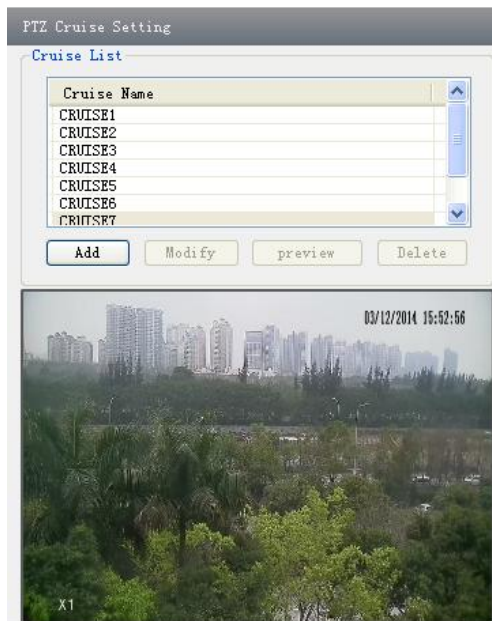 PTZ Cruise Setting
Cruise List
Cruise Name
CRUISE1
CRUISE2
CRUISE3
CRUISE4
CRUISE5
CRUISE6
CRUISE7
Add Modify preview Delete
03/12/2014 15:52:56
X1